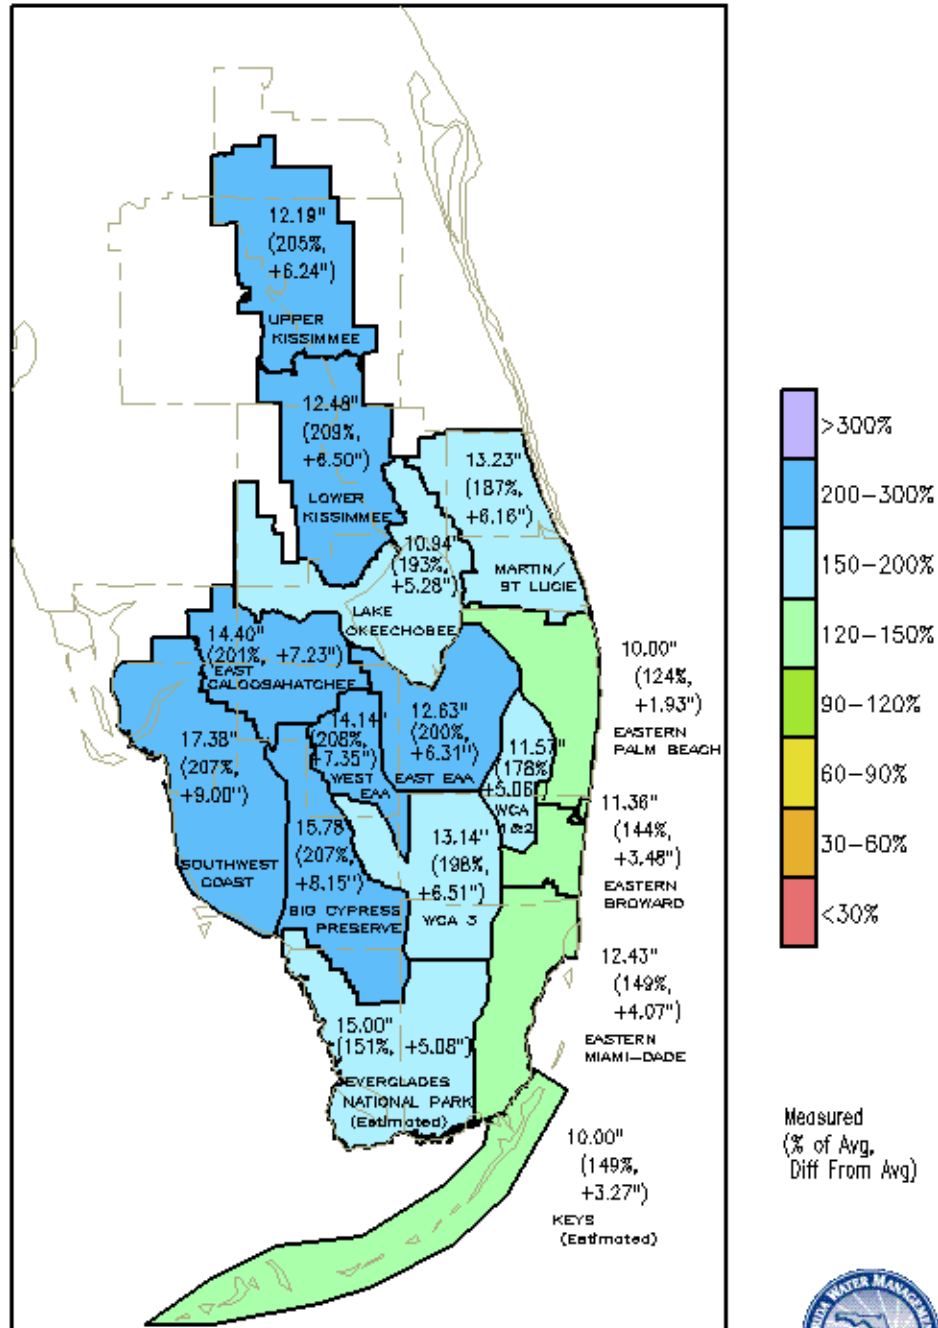 12.19"
(205%,
+6.24")
UPPER
KISSIMMEE
12.48"
(209%,
+6.50")
LOWER
KISSIMMEE
13.23"
(187%,
+6.16")
MARTIN/
ST LUCIE
10.94"
(193%,
+5.28")
LAKE
OKEECHOBEE
14.40"
(201%, +7.23")
EAST
CALOOSAHATCHEE
10.00"
(124%,
+1.93")
EASTERN
PALM BEACH
17.38"
(207%,
+9.00")
SOUTHWEST
COAST
14.14"
(208%,
+7.35")
WEST
EAA
12.63"
(200%,
+6.31")
EAST EAA
11.57"
(178%,
+5.06")
WCA
1&2
11.36"
(144%,
+3.48")
EASTERN
BROWARD
15.78"
(207%,
+8.15")
BIG CYPRESS
PRESERVE
13.14"
(198%,
+6.51")
WCA 3
12.43"
(149%,
+4.07")
EASTERN
MIAMI-DADE
15.00"
(151%, +5.08")
EVERGLADES
NATIONAL PARK
(Estimated)
10.00"
(149%,
+3.27")
KEYS
(Estimated)
>300%
200-300%
150-200%
120-150%
90-120%
60-90%
30-60%
<30%
Measured
(% of Avg,
Diff From Avg)
WATER